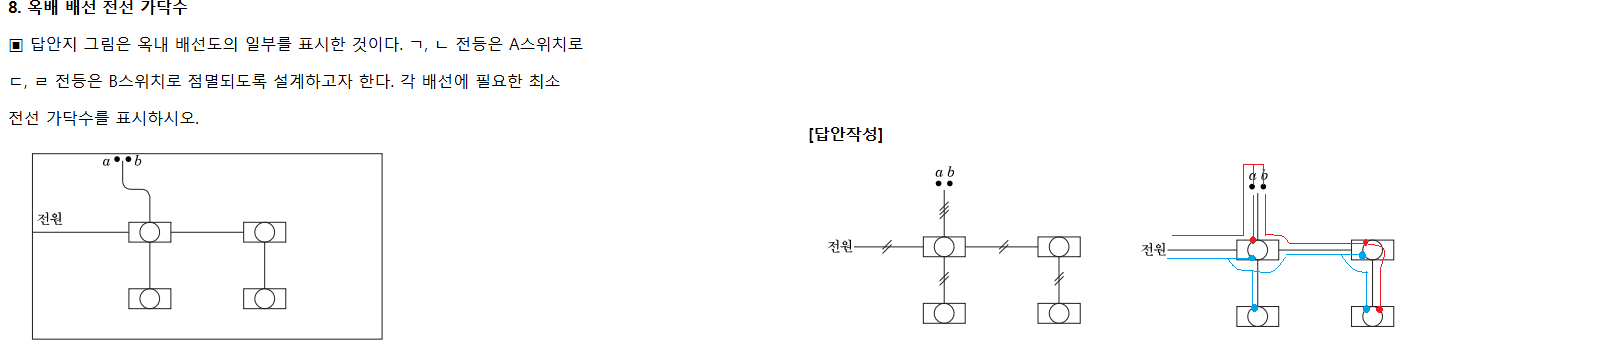 8. 옥배 배선 전선 가닥수
▣ 답안지 그림은 옥내 배선도의 일부를 표시한 것이다. ㄱ, ㄴ 전등은 A스위치로
ㄷ, ㄹ 전등은 B스위치로 점멸되도록 설계하고자 한다. 각 배선에 필요한 최소
전선 가닥수를 표시하시오.
[답안작성]
a b
전원
a b
전원
a b
전원